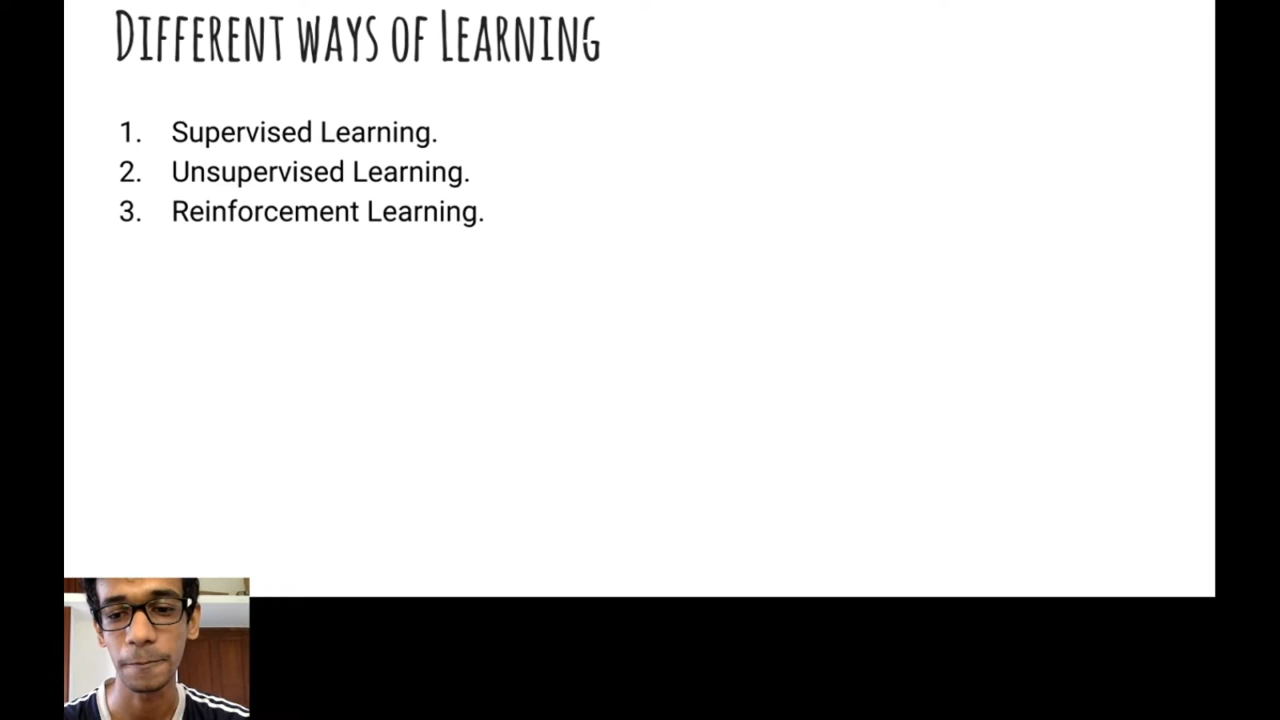 Different ways of Learning
1. Supervised Learning.
2. Unsupervised Learning.
3. Reinforcement Learning.